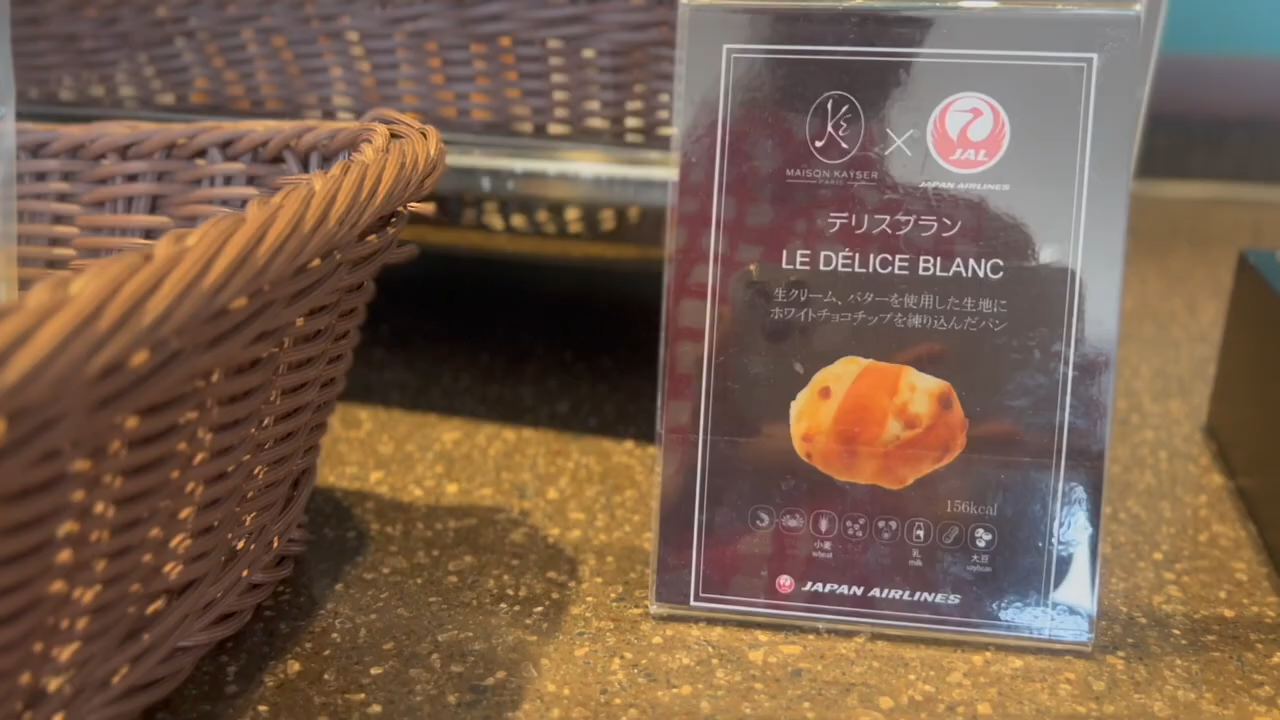 Kē
MAISON KAYSER
PARIS
×
JAL
JAPAN AIRLINES
デリスブラン
LE DÉLICE BLANC
生クリーム、バターを使用した生地に
ホワイトチョコチップを練り込んだパン
156kcal
小麦 乳 大豆
wheat milk soybean
JAPAN AIRLINES